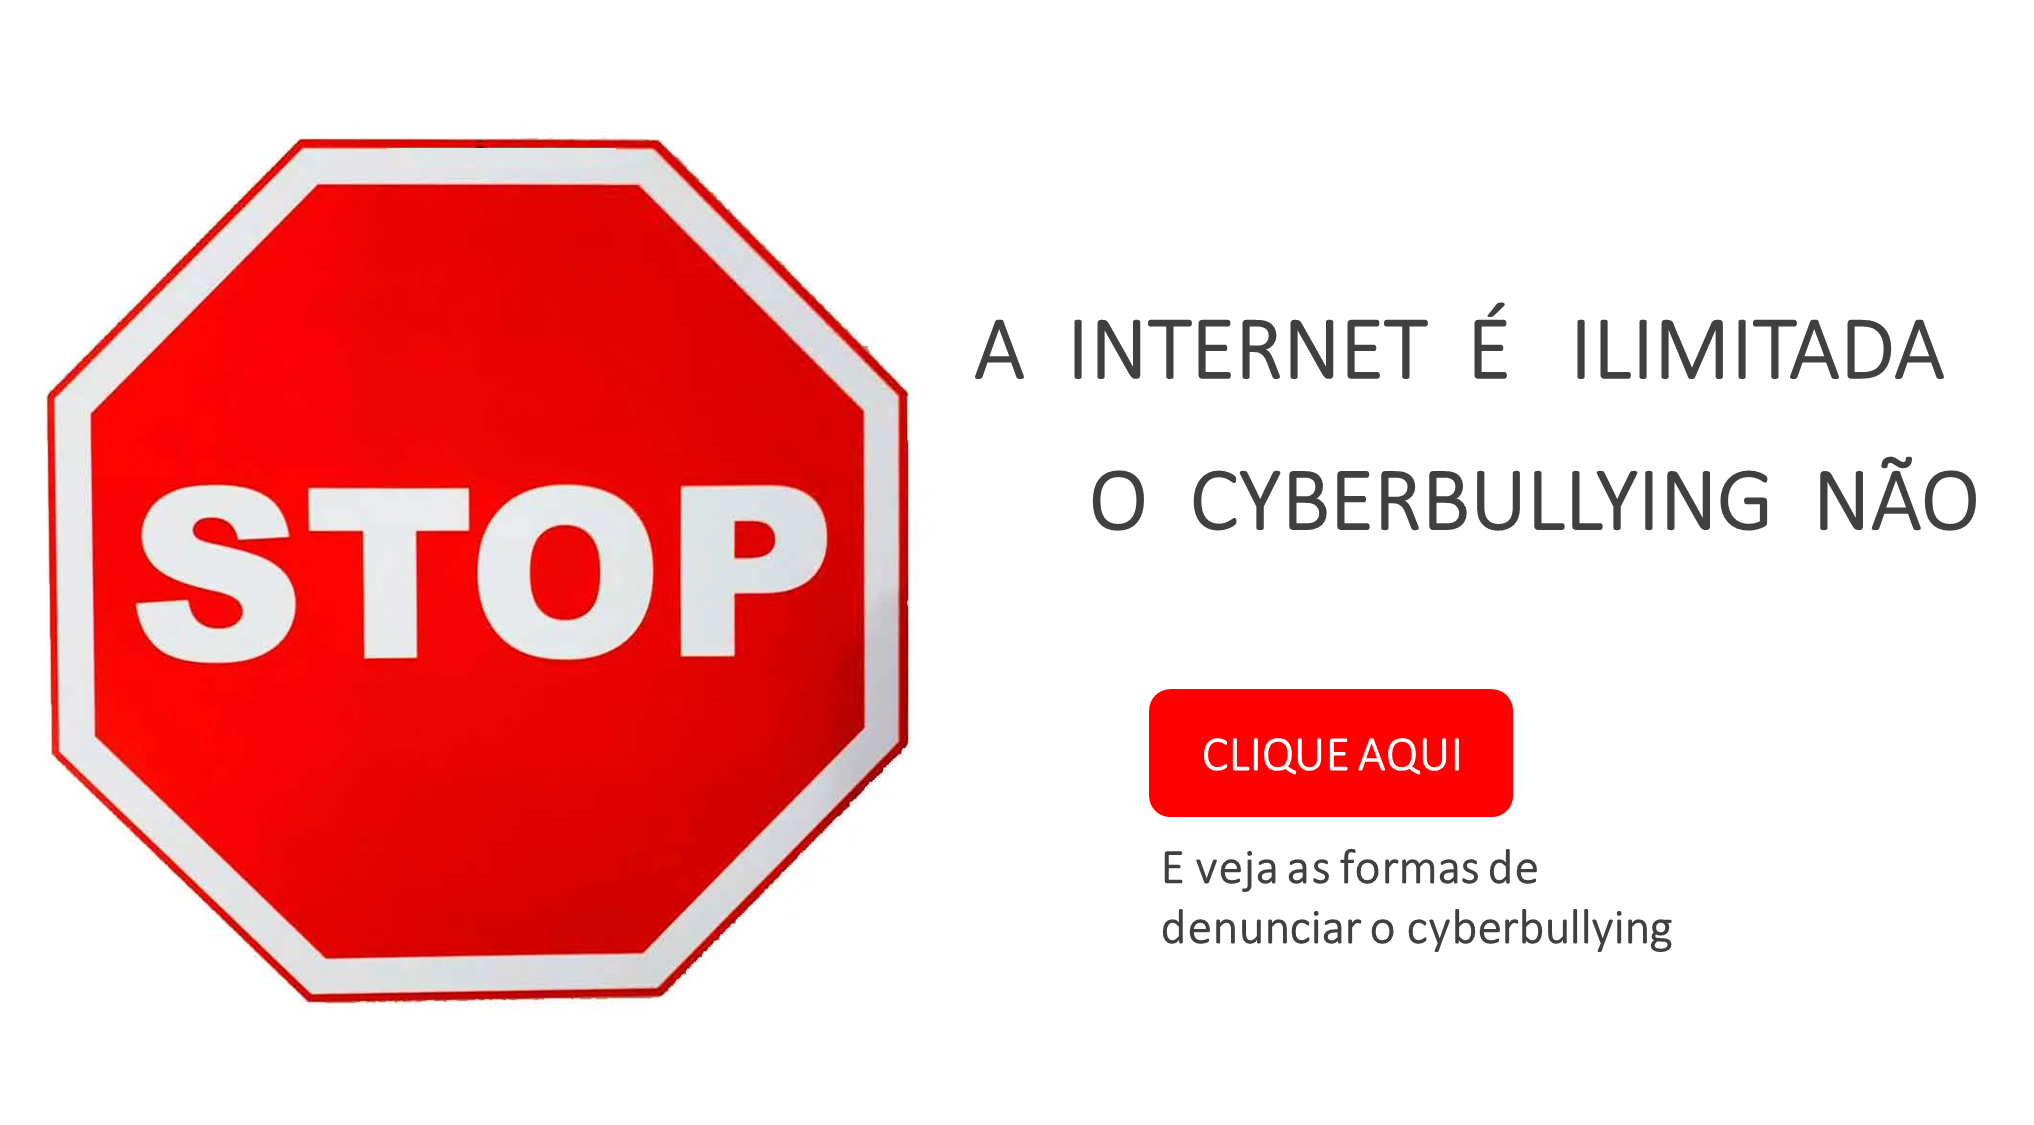 STOP
A INTERNET É ILIMITADA
O CYBERBULLYING NÃO
CLIQUE AQUI
E veja as formas de
denunciar o cyberbullying